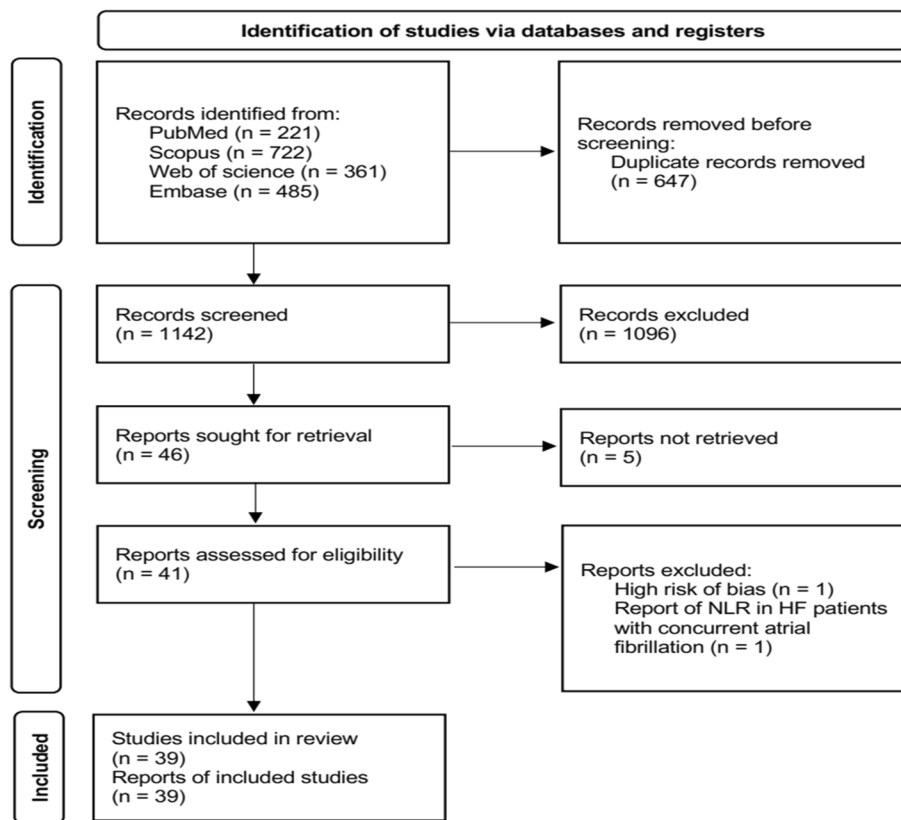 Identification of studies via databases and registers
Identification
Records identified from:
PubMed (n = 221)
Scopus (n = 722)
Web of science (n = 361)
Embase (n = 485)
Records removed before
screening:
Duplicate records removed
(n = 647)
Screening
Records screened
(n = 1142)
Records excluded
(n = 1096)
Reports sought for retrieval
(n = 46)
Reports not retrieved
(n = 5)
Reports assessed for eligibility
(n = 41)
Reports excluded:
High risk of bias (n = 1)
Report of NLR in HF patients
with concurrent atrial
fibrillation (n = 1)
Included
Studies included in review
(n = 39)
Reports of included studies
(n = 39)